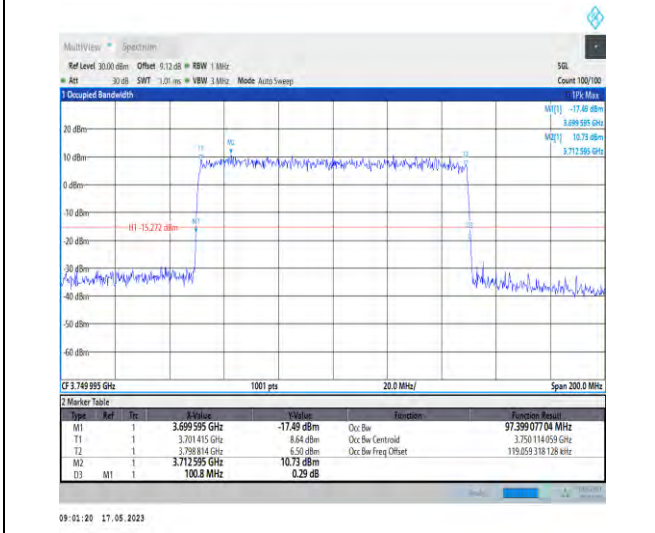 MultiView Spectrum
Ref Level 30.00 dBm Offset 9.12 dB RBW 1 MHz SGL
Att 30 dB SWT 1.01 ms VBW 3 MHz Mode Auto Sweep Count 100/100
1 Occupied Bandwidth 1Pk Max
M1[1] -17.49 dBm
3.699 595 GHz
M2[1] 10.73 dBm
3.712 595 GHz
20 dBm
M2
T1
T2
10 dBm
0 dBm
-10 dBm
M1
H1 -15.272 dBm
D3
-20 dBm
-30 dBm
-40 dBm
-50 dBm
-60 dBm
CF 3.749 995 GHz 1001 pts 20.0 MHz/ Span 200.0 MHz
2 Marker Table
Type Ref Trc X-Value Y-Value Function Function Result
M1 1 3.699 595 GHz -17.49 dBm Occ Bw 97.399 077 04 MHz
T1 1 3.701 415 GHz 8.64 dBm Occ Bw Centroid 3.750 114 059 GHz
T2 1 3.798 814 GHz 6.50 dBm Occ Bw Freq Offset 119.059 318 128 kHz
M2 1 3.712 595 GHz 10.73 dBm
D3 M1 1 100.8 MHz 0.29 dB
09:01:20 17.05.2023